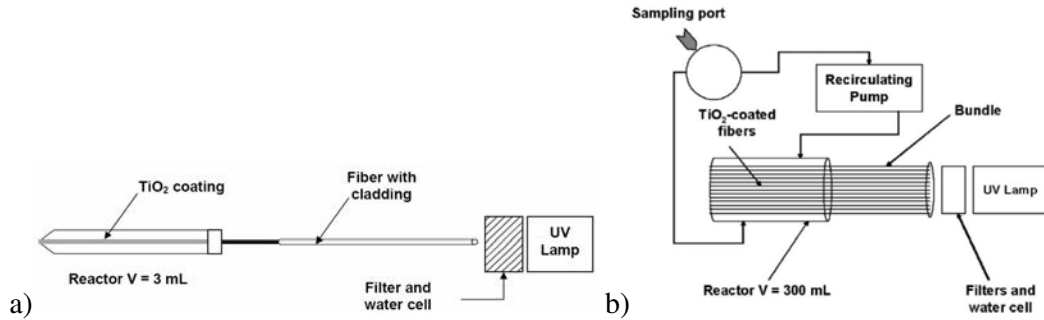 a)
TiO₂ coating
Fiber with
cladding
UV
Lamp
Reactor V = 3 mL
Filter and
water cell
b)
Sampling port
Recirculating
Pump
TiO₂-coated
fibers
Bundle
UV Lamp
Reactor V = 300 mL
Filters and
water cell